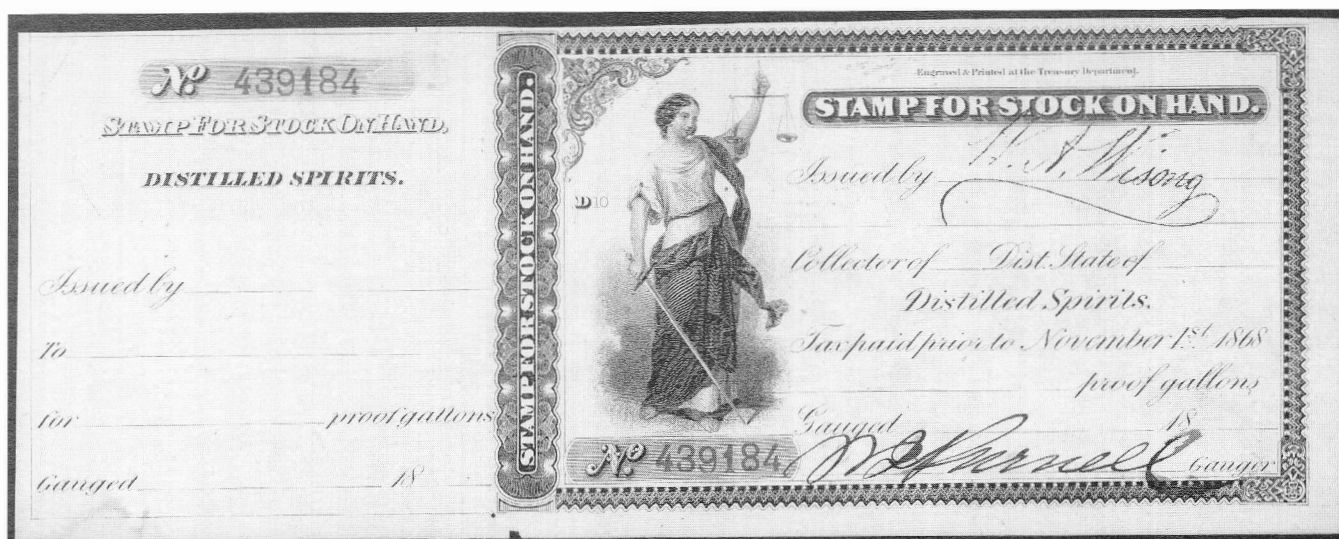 No 439184
STAMP FOR STOCK ON HAND,
DISTILLED SPIRITS.
Issued by
To
for proof gallons
Gauged 18
STAMP FOR STOCK ON HAND.
Engraved & Printed at the Treasury Department.
STAMP FOR STOCK ON HAND.
Issued by W. A. Wisong
D10
Collector of Dist. State of
Distilled Spirits.
Tax paid prior to November 1st 1868
proof gallons
Gauged 18
No. 439184
Gauger